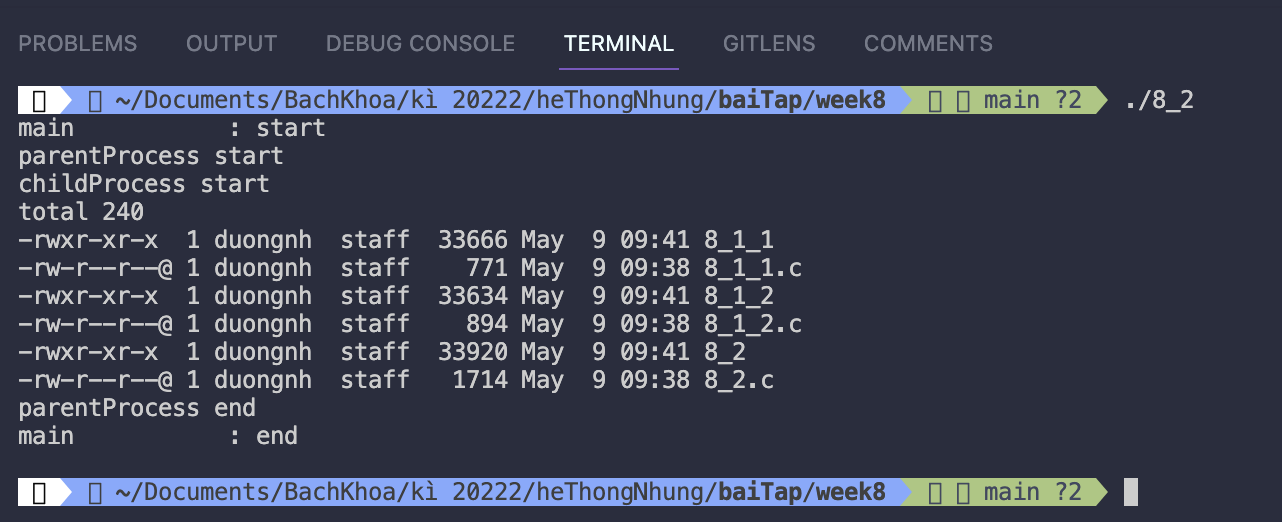 PROBLEMS OUTPUT DEBUG CONSOLE TERMINAL GITLENS COMMENTS
~/Documents/BachKhoa/kì 20222/heThongNhung/baiTap/week8 main ?2 ./8_2
main           : start
parentProcess start
childProcess start
total 240
-rwxr-xr-x  1 duongnh  staff  33666 May  9 09:41 8_1_1
-rw-r--r--@ 1 duongnh  staff    771 May  9 09:38 8_1_1.c
-rwxr-xr-x  1 duongnh  staff  33634 May  9 09:41 8_1_2
-rw-r--r--@ 1 duongnh  staff    894 May  9 09:38 8_1_2.c
-rwxr-xr-x  1 duongnh  staff  33920 May  9 09:41 8_2
-rw-r--r--@ 1 duongnh  staff   1714 May  9 09:38 8_2.c
parentProcess end
main           : end
~/Documents/BachKhoa/kì 20222/heThongNhung/baiTap/week8 main ?2